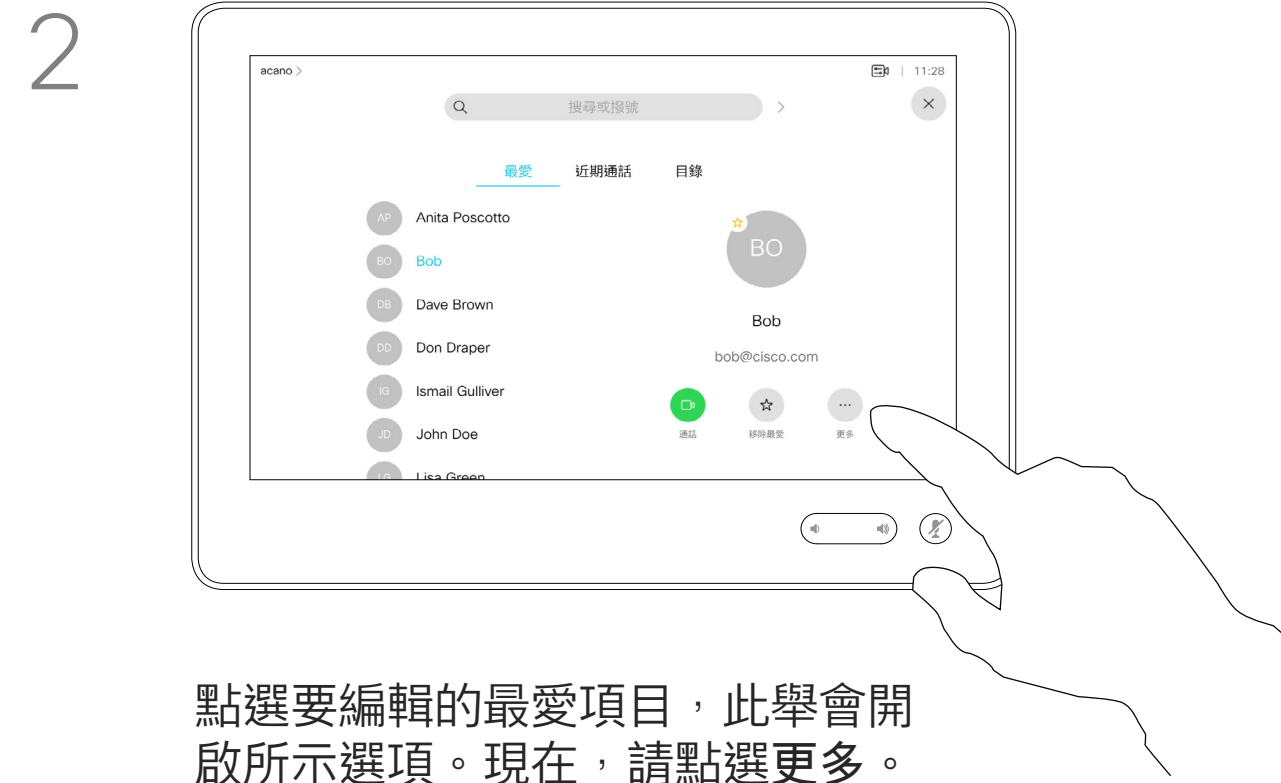 2
acano >
11:28
搜尋或撥號
最愛 近期通話 目錄
AP Anita Poscotto
BO Bob
DB Dave Brown
DD Don Draper
IG Ismail Gulliver
JD John Doe
LG Lisa Green
BO
Bob
bob@cisco.com
通話 移除最愛 更多
點選要編輯的最愛項目，此舉會開
啟所示選項。現在，請點選更多。